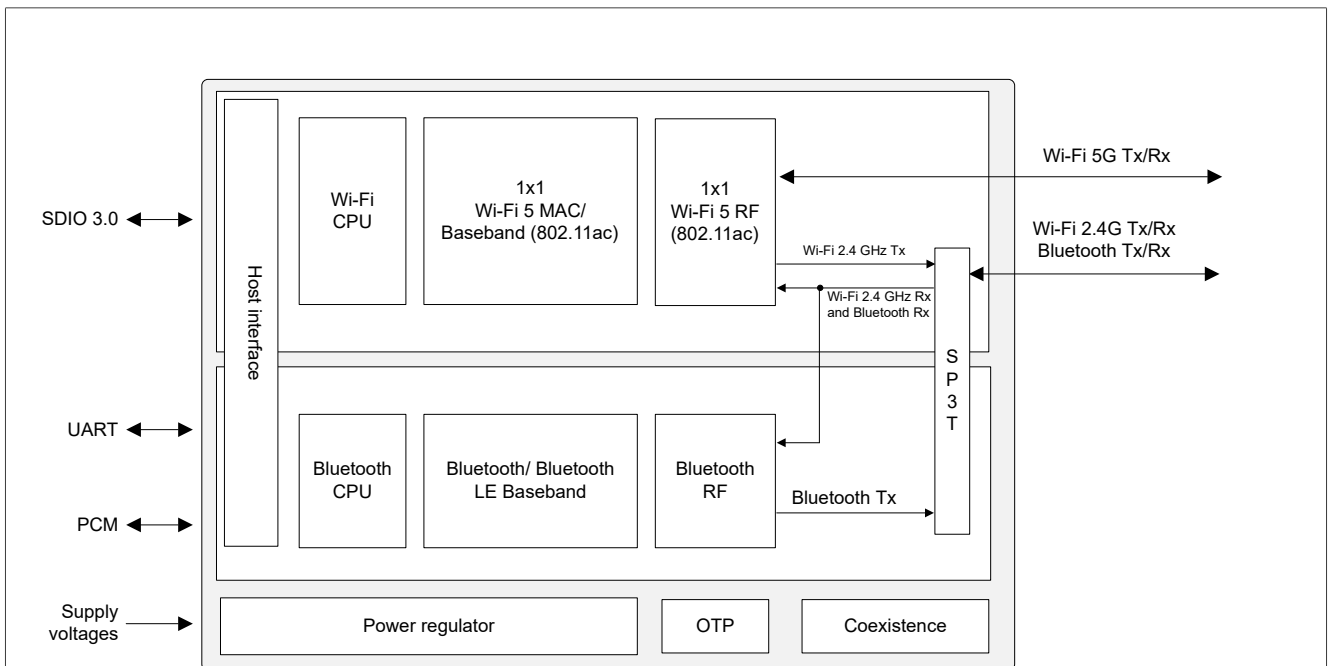 SDIO 3.0
UART
PCM
Supply
voltages
Host interface
Wi-Fi
CPU
1x1
Wi-Fi 5 MAC/
Baseband (802.11ac)
1x1
Wi-Fi 5 RF
(802.11ac)
Wi-Fi 5G Tx/Rx
Wi-Fi 2.4G Tx/Rx
Bluetooth Tx/Rx
Wi-Fi 2.4 GHz Tx
Wi-Fi 2.4 GHz Rx
and Bluetooth Rx
S
P
3
T
Bluetooth
CPU
Bluetooth/ Bluetooth
LE Baseband
Bluetooth
RF
Bluetooth Tx
Power regulator
OTP
Coexistence